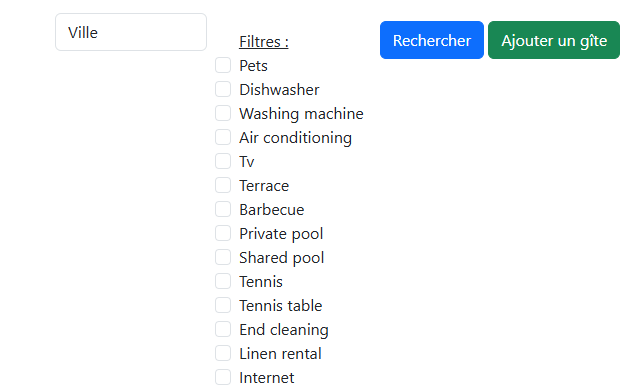 Ville
Filtres :
Rechercher
Ajouter un gîte
Pets
Dishwasher
Washing machine
Air conditioning
Tv
Terrace
Barbecue
Private pool
Shared pool
Tennis
Tennis table
End cleaning
Linen rental
Internet